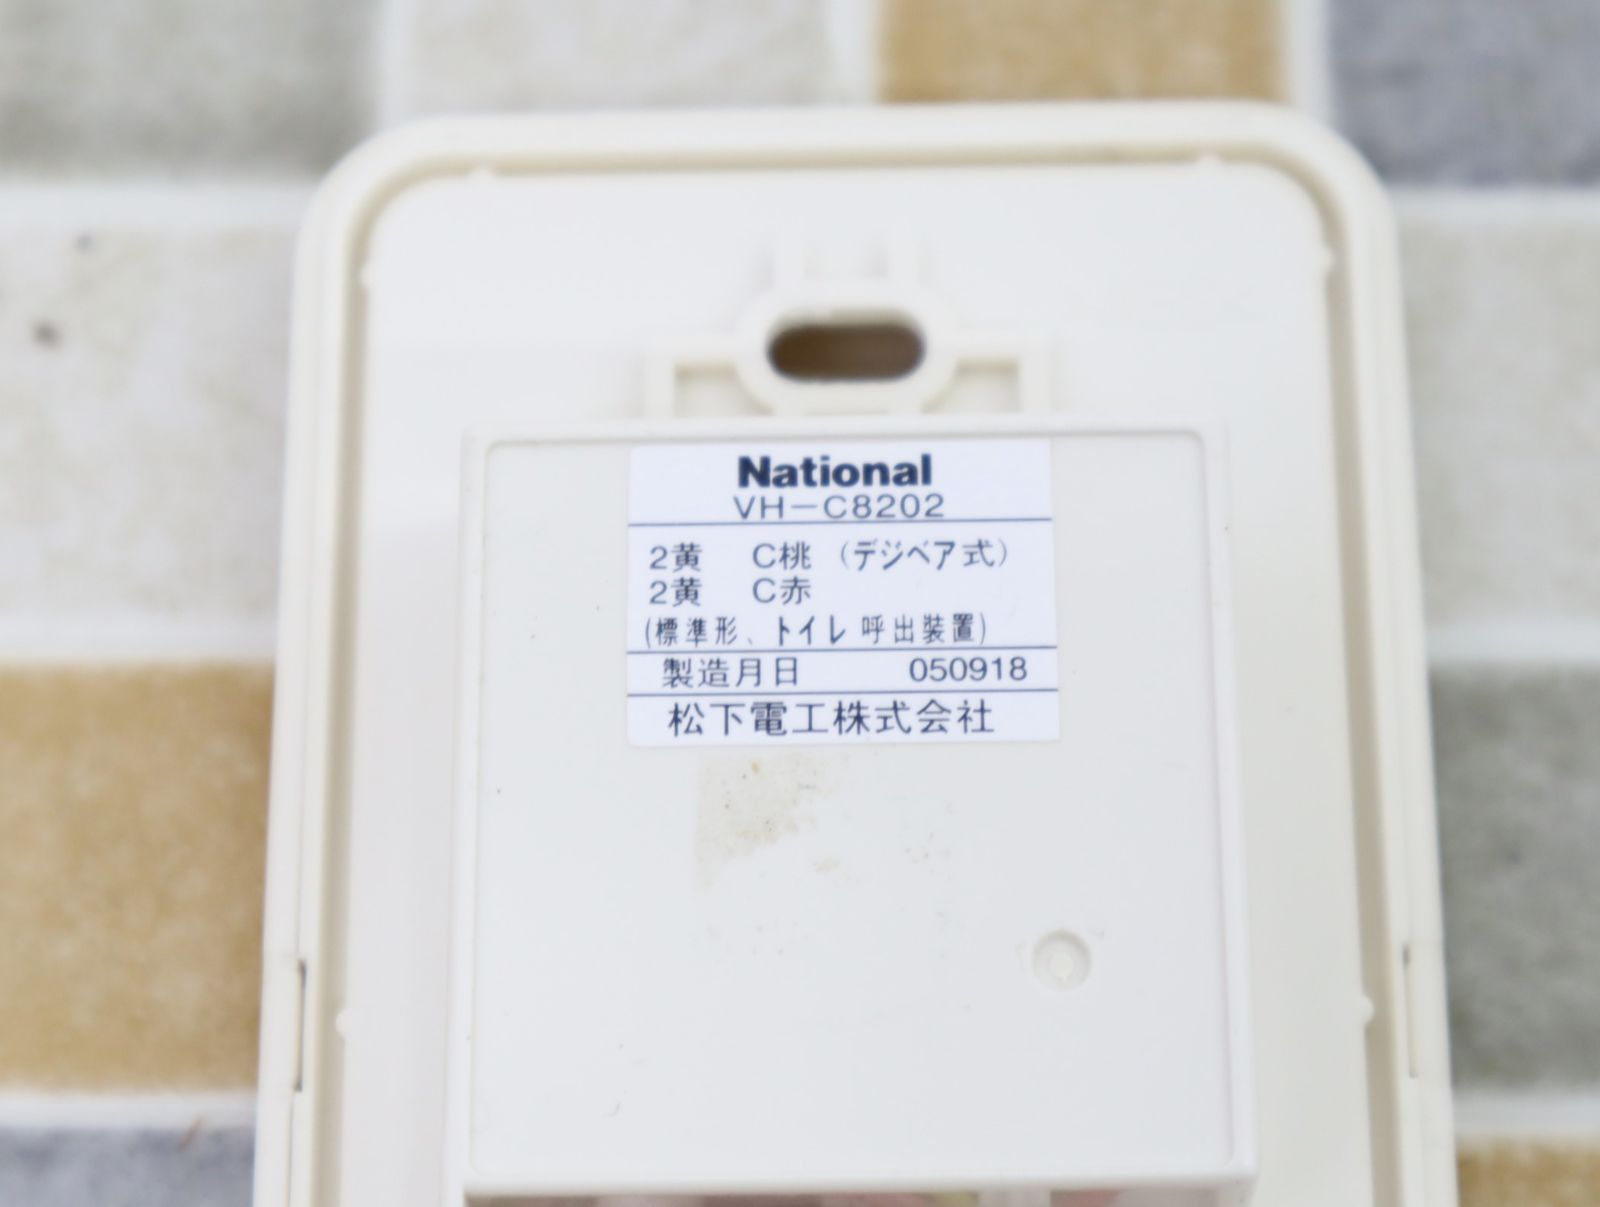 National
VH-C8202
2黄 C桃 (デジペア式)
2黄 C赤
(標準形、トイレ呼出装置)
製造月日 050918
松下電工株式会社